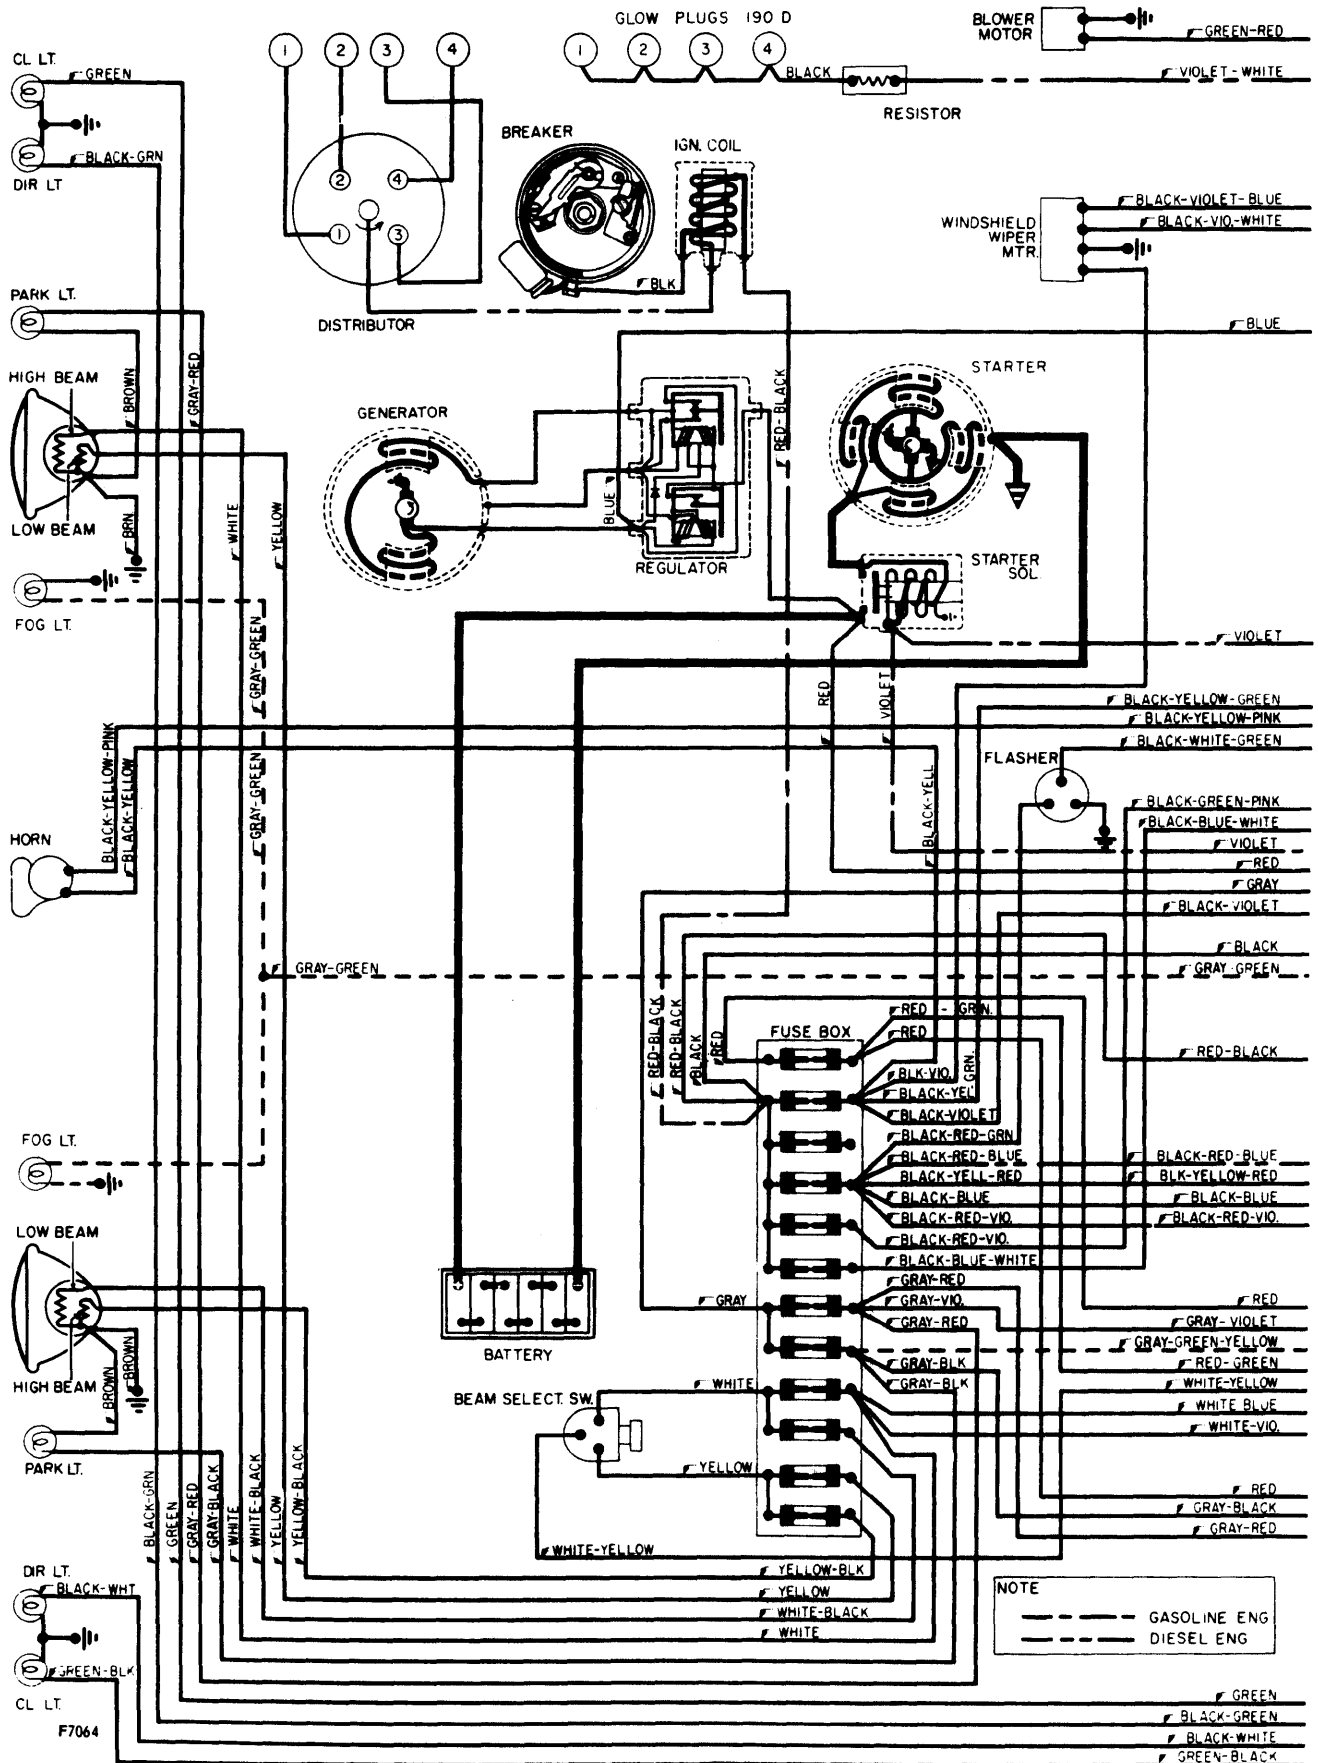 GLOW PLUGS 190 D
BLOWER
MOTOR
GREEN-RED
CL LT.
GREEN
1
2
3
4
1
2
3
4
BLACK
VIOLET-WHITE
RESISTOR
BREAKER
IGN. COIL
BLACK-GRN
DIR LT
2
4
1
3
BLACK-VIOLET-BLUE
BLACK-VIO.-WHITE
WINDSHIELD
WIPER
MTR.
BLK
PARK LT.
DISTRIBUTOR
BLUE
HIGH BEAM
BROWN
GRAY-RED
GENERATOR
RED-BLACK
STARTER
LOW BEAM
BRN
WHITE
YELLOW
BLUE
REGULATOR
STARTER
SOL.
FOG LT.
GRAY-GREEN
VIOLET
RED
VIOLET
BLACK-YELLOW-GREEN
BLACK-YELLOW-PINK
BLACK-WHITE-GREEN
FLASHER
BLACK-YELLOW-PINK
BLACK-YELLOW
GRAY-GREEN
BLACK-YELL
BLACK-GREEN-PINK
BLACK-BLUE-WHITE
HORN
VIOLET
RED
GRAY
BLACK-VIOLET
BLACK
GRAY-GREEN
GRAY GREEN
RED-BLACK
RED-BLACK
BLACK
RED
FUSE BOX
RED - GRN.
RED
RED-BLACK
BLK-VIO.
GRN.
BLACK-YEL
BLACK-VIOLET
BLACK-RED-GRN
FOG LT.
BLACK-RED-BLUE
BLACK-RED-BLUE
BLACK-YELL-RED
BLK-YELLOW-RED
BLACK-BLUE
BLACK-BLUE
BLACK-RED-VIO.
BLACK-RED-VIO.
LOW BEAM
BLACK-RED-VIO.
BLACK-BLUE-WHITE
GRAY-RED
GRAY
GRAY-VIO.
RED
GRAY-RED
GRAY-VIOLET
BATTERY
GRAY-GREEN-YELLOW
BROWN
BROWN
GRAY-BLK
RED-GREEN
HIGH BEAM
WHITE
GRAY-BLK
WHITE-YELLOW
BEAM SELECT. SW.
WHITE BLUE
WHITE-VIO.
PARK LT.
YELLOW
BLACK-GRN
GREEN
GRAY-RED
GRAY-BLACK
WHITE
WHITE-BLACK
YELLOW
YELLOW-BLACK
RED
GRAY-BLACK
GRAY-RED
WHITE-YELLOW
DIR LT.
BLACK-WHT
YELLOW-BLK
YELLOW
WHITE-BLACK
WHITE
NOTE
GASOLINE ENG
DIESEL ENG
GREEN-BLK
CL LT.
F7064
GREEN
BLACK-GREEN
BLACK-WHITE
GREEN-BLACK